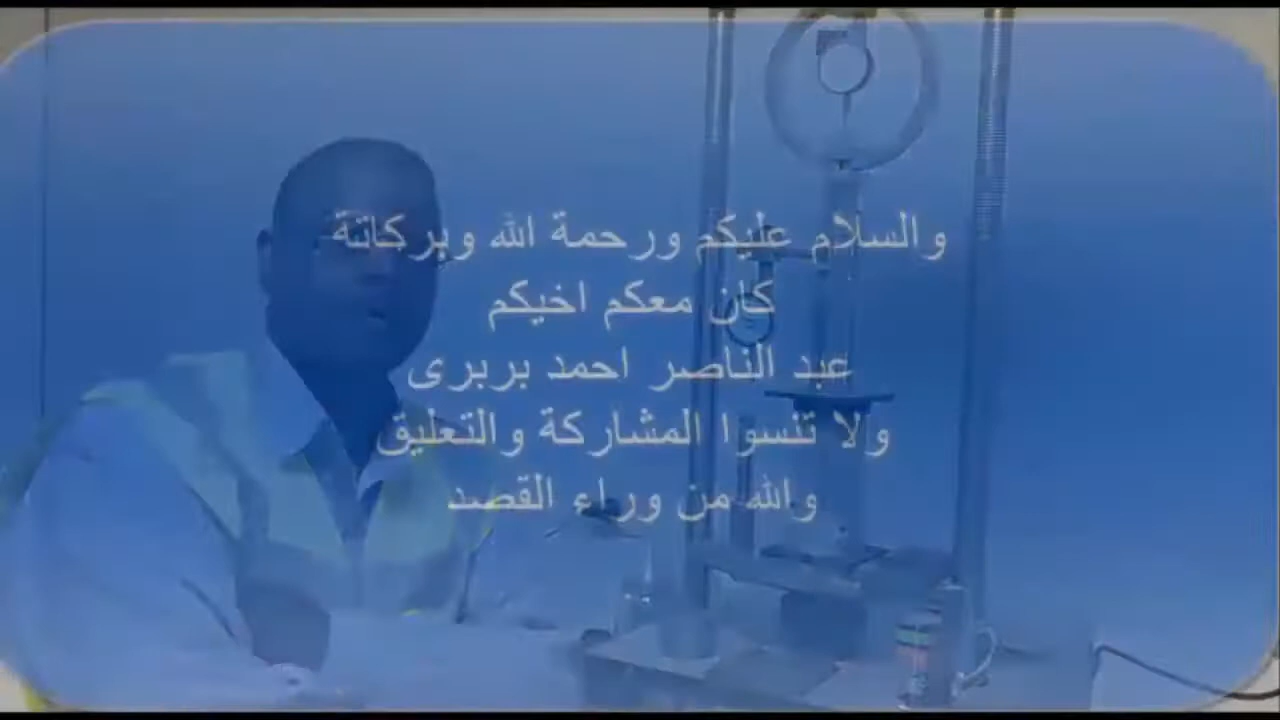 والسلام عليكم ورحمة الله وبركاتة
كان معكم اخيكم
عبد الناصر احمد بربرى
ولا تنسوا المشاركة والتعليق
والله من وراء القصد